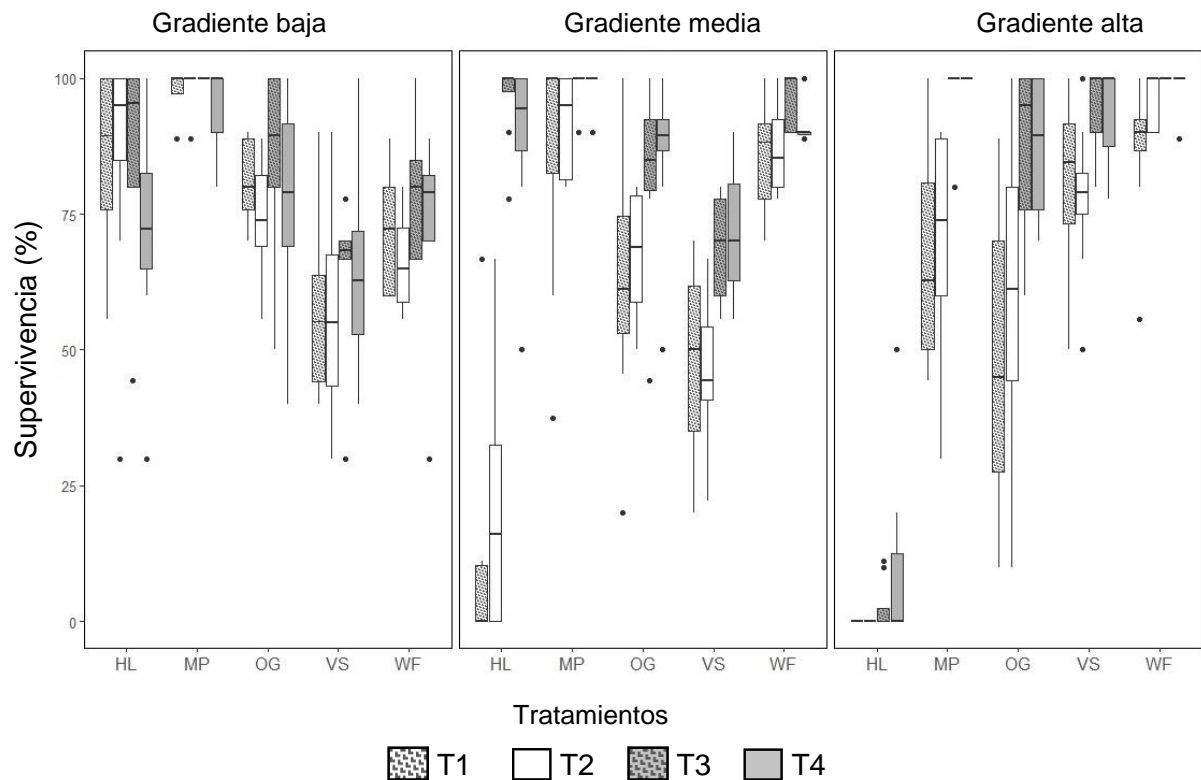 Gradiente baja Gradiente media Gradiente alta
Supervivencia (%)
100
75
50
25
0
HL MP OG VS WF HL MP OG VS WF HL MP OG VS WF
Tratamientos
T1 T2 T3 T4